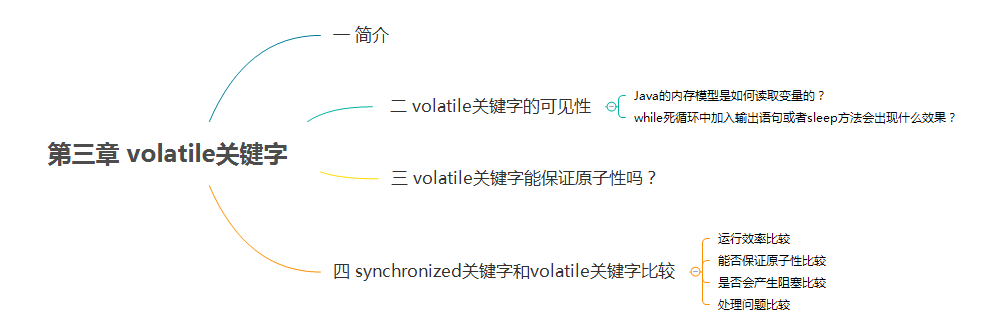 第三章 volatile关键字
一 简介
二 volatile关键字的可见性
Java的内存模型是如何读取变量的？
while死循环中加入输出语句或者sleep方法会出现什么效果？
三 volatile关键字能保证原子性吗？
四 synchronized关键字和volatile关键字比较
运行效率比较
能否保证原子性比较
是否会产生阻塞比较
处理问题比较